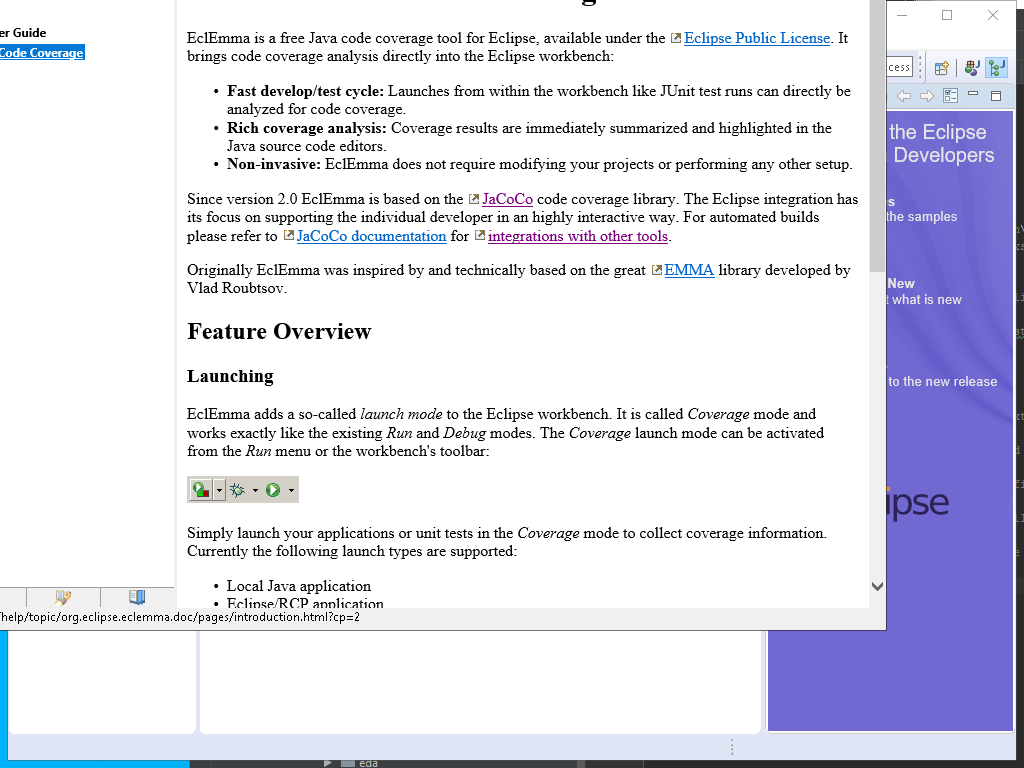 er Guide
Code Coverage
EclEmma is a free Java code coverage tool for Eclipse, available under the Eclipse Public License. It
brings code coverage analysis directly into the Eclipse workbench:
• Fast develop/test cycle: Launches from within the workbench like JUnit test runs can directly be
analyzed for code coverage.
• Rich coverage analysis: Coverage results are immediately summarized and highlighted in the
Java source code editors.
• Non-invasive: EclEmma does not require modifying your projects or performing any other setup.
Since version 2.0 EclEmma is based on the JaCoCo code coverage library. The Eclipse integration has
its focus on supporting the individual developer in an highly interactive way. For automated builds
please refer to JaCoCo documentation for integrations with other tools.
Originally EclEmma was inspired by and technically based on the great EMMA library developed by
Vlad Roubtsov.
Feature Overview
Launching
EclEmma adds a so-called launch mode to the Eclipse workbench. It is called Coverage mode and
works exactly like the existing Run and Debug modes. The Coverage launch mode can be activated
from the Run menu or the workbench's toolbar:
Simply launch your applications or unit tests in the Coverage mode to collect coverage information.
Currently the following launch types are supported:
• Local Java application
• Eclipse/RCP application
/help/topic/org.eclipse.eclemma.doc/pages/introduction.html?cp=2
cess
the Eclipse
Developers
s
the samples
New
t what is new
to the new release
ipse
eda